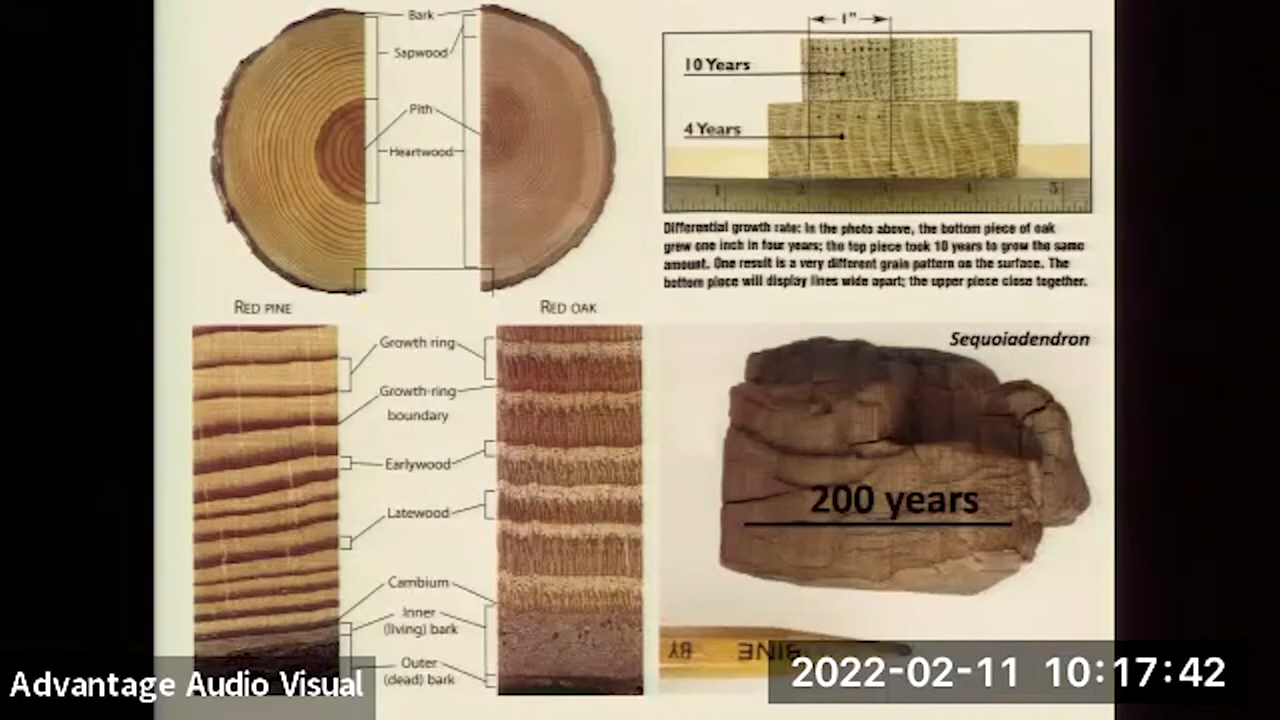 Bark
Sapwood
Pith
Heartwood
RED PINE
RED OAK
Growth ring
Growth-ring
boundary
Earlywood
Latewood
Cambium
Inner
(living) bark
Outer
(dead) bark
1"
10 Years
4 Years
1 2 3 4 5
Differential growth rate: In the photo above, the bottom piece of oak
grew one inch in four years; the top piece took 10 years to grow the same
amount. One result is a very different grain pattern on the surface. The
bottom piece will display lines wide apart; the upper piece close together.
Sequoiadendron
200 years
BY
Advantage Audio Visual
2022-02-11 10:17:42